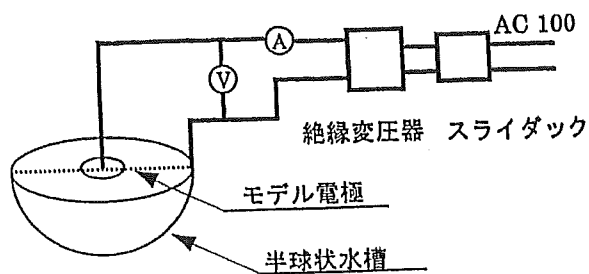 AC 100
A
V
絶縁変圧器 スライダック
モデル電極
半球状水槽